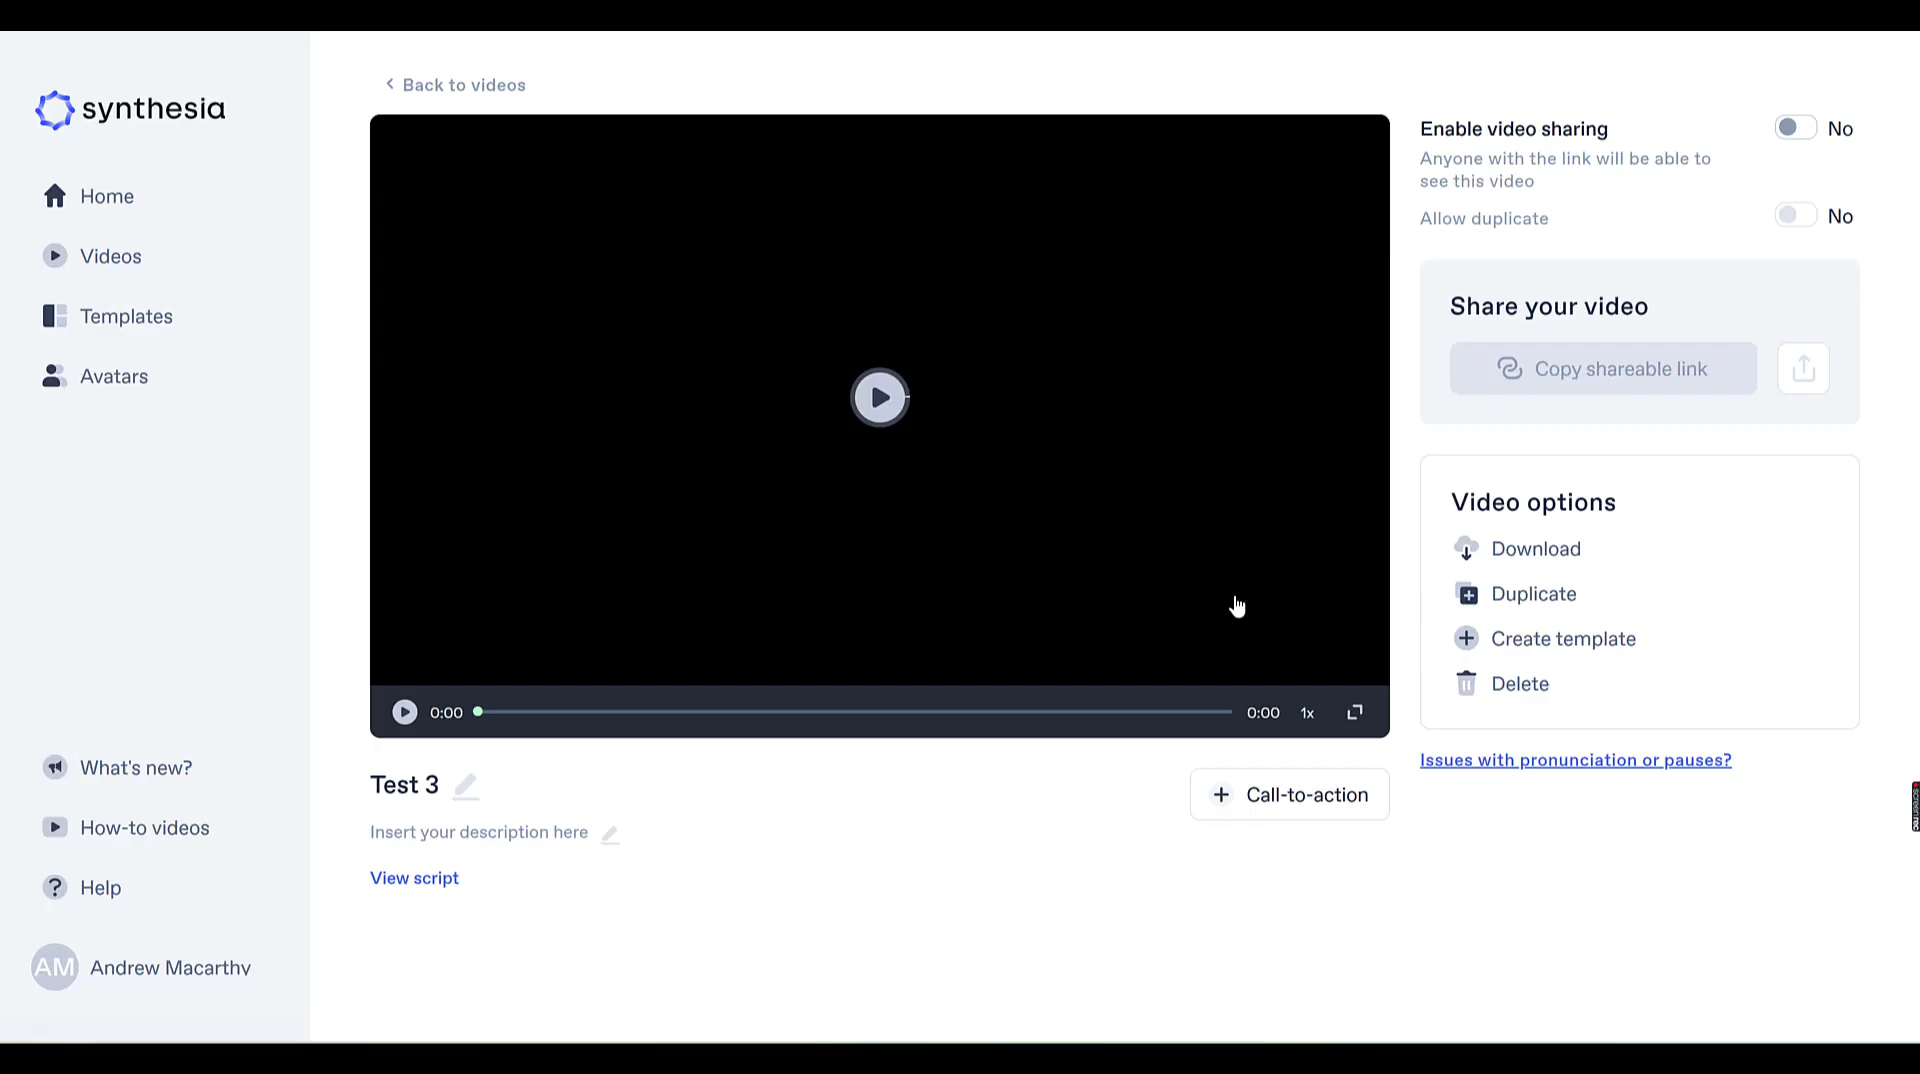 synthesia
Home
Videos
Templates
Avatars
What's new?
How-to videos
? Help
AM Andrew Macarthy
< Back to videos
0:00 0:00 1x
Test 3
Insert your description here
View script
+ Call-to-action
Enable video sharing No
Anyone with the link will be able to
see this video
Allow duplicate No
Share your video
Copy shareable link
Video options
Download
Duplicate
Create template
Delete
Issues with pronunciation or pauses?